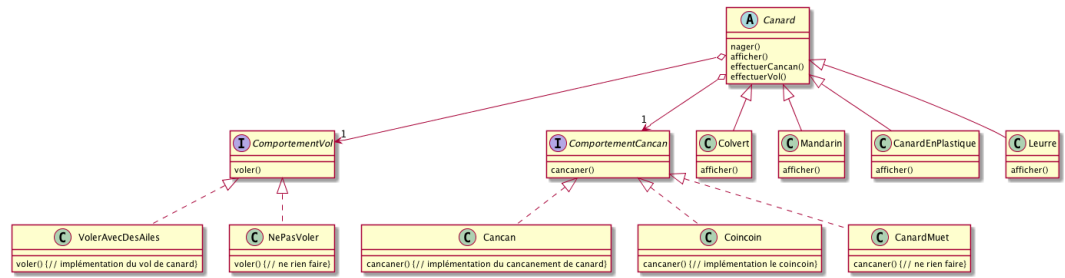 A Canard
nager()
afficher()
effectuerCancan()
effectuerVol()
1
1
I ComportementVol
voler()
I ComportementCancan
cancaner()
C Colvert
afficher()
C Mandarin
afficher()
C CanardEnPlastique
afficher()
C Leurre
afficher()
C VolerAvecDesAiles
voler() {// implémentation du vol de canard}
C NePasVoler
voler() {// ne rien faire}
C Cancan
cancaner() {// implémentation du cancanement de canard}
C Coincoin
cancaner() {// implémentation le coincoin}
C CanardMuet
cancaner() {// ne rien faire}